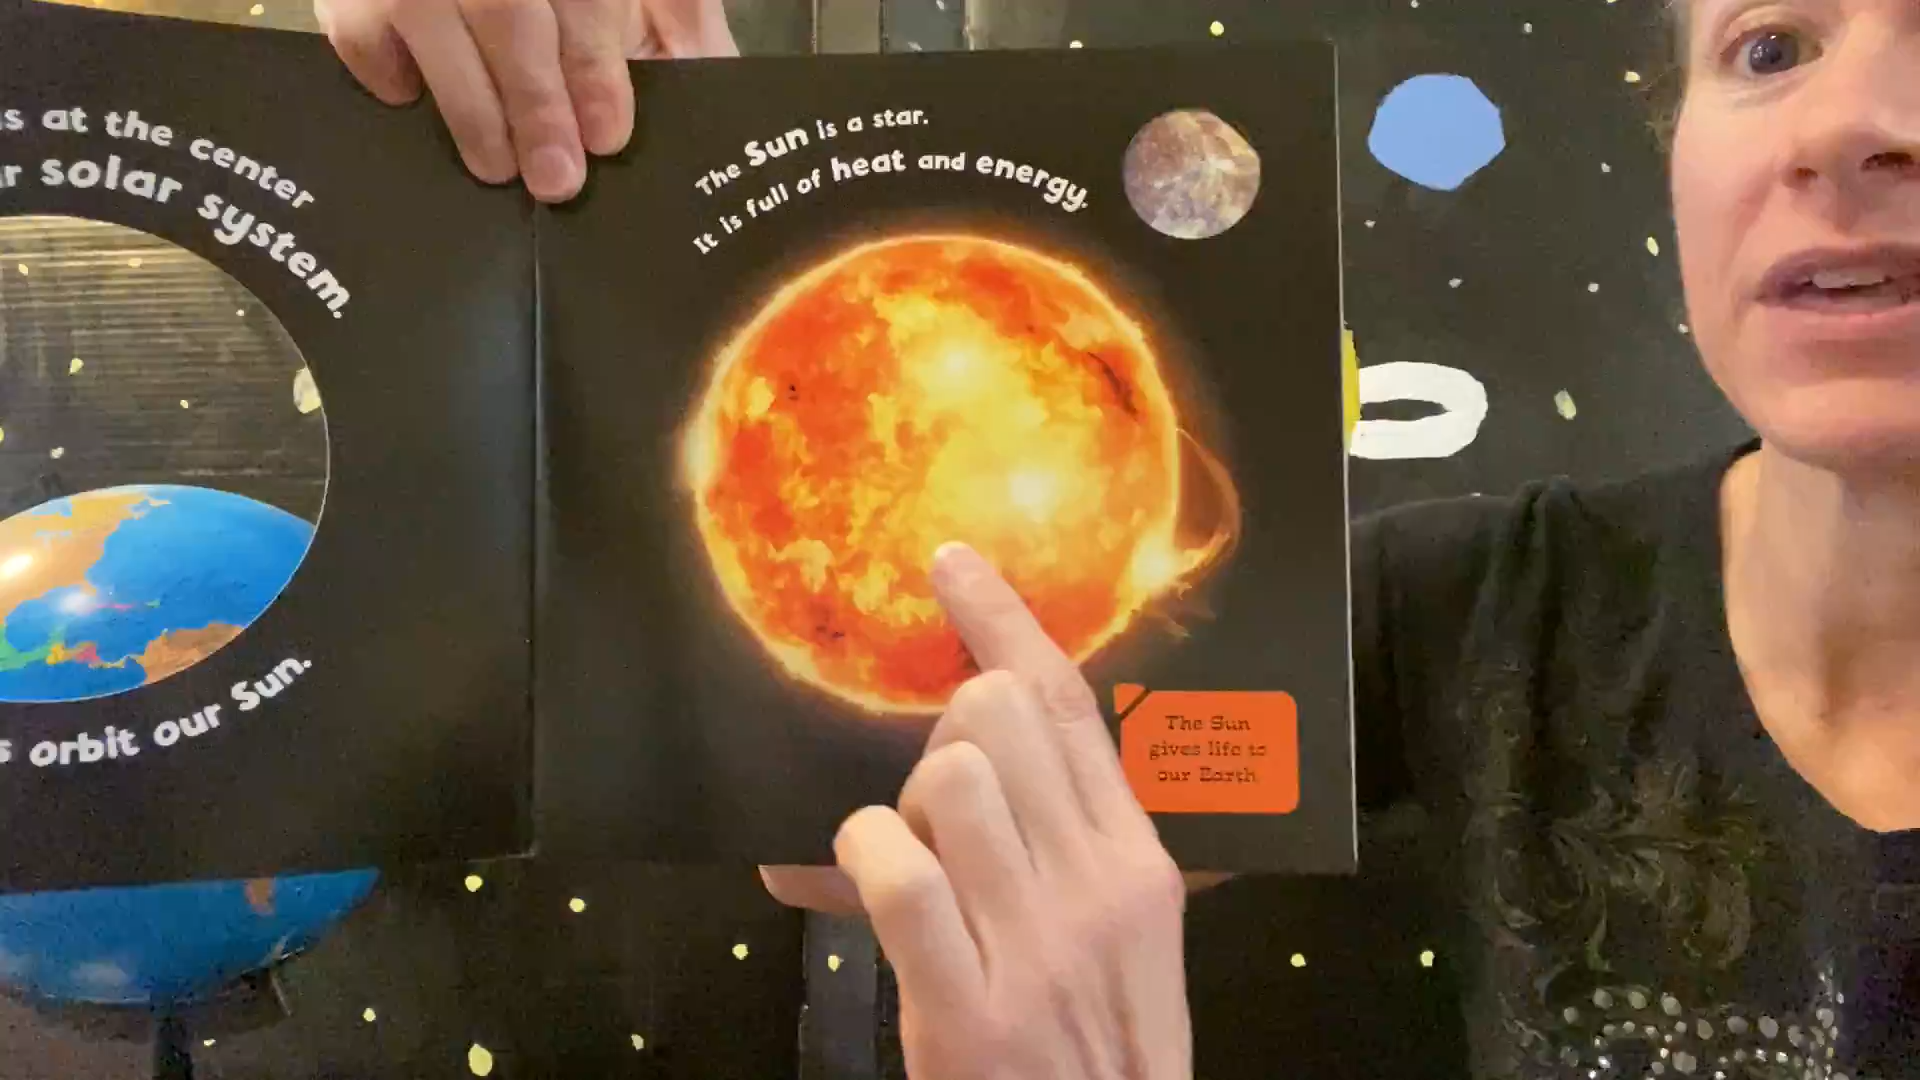 s at the center
r solar system.
s orbit our Sun.
The Sun is a star.
It is full of heat and energy.
The Sun
gives life to
our Earth